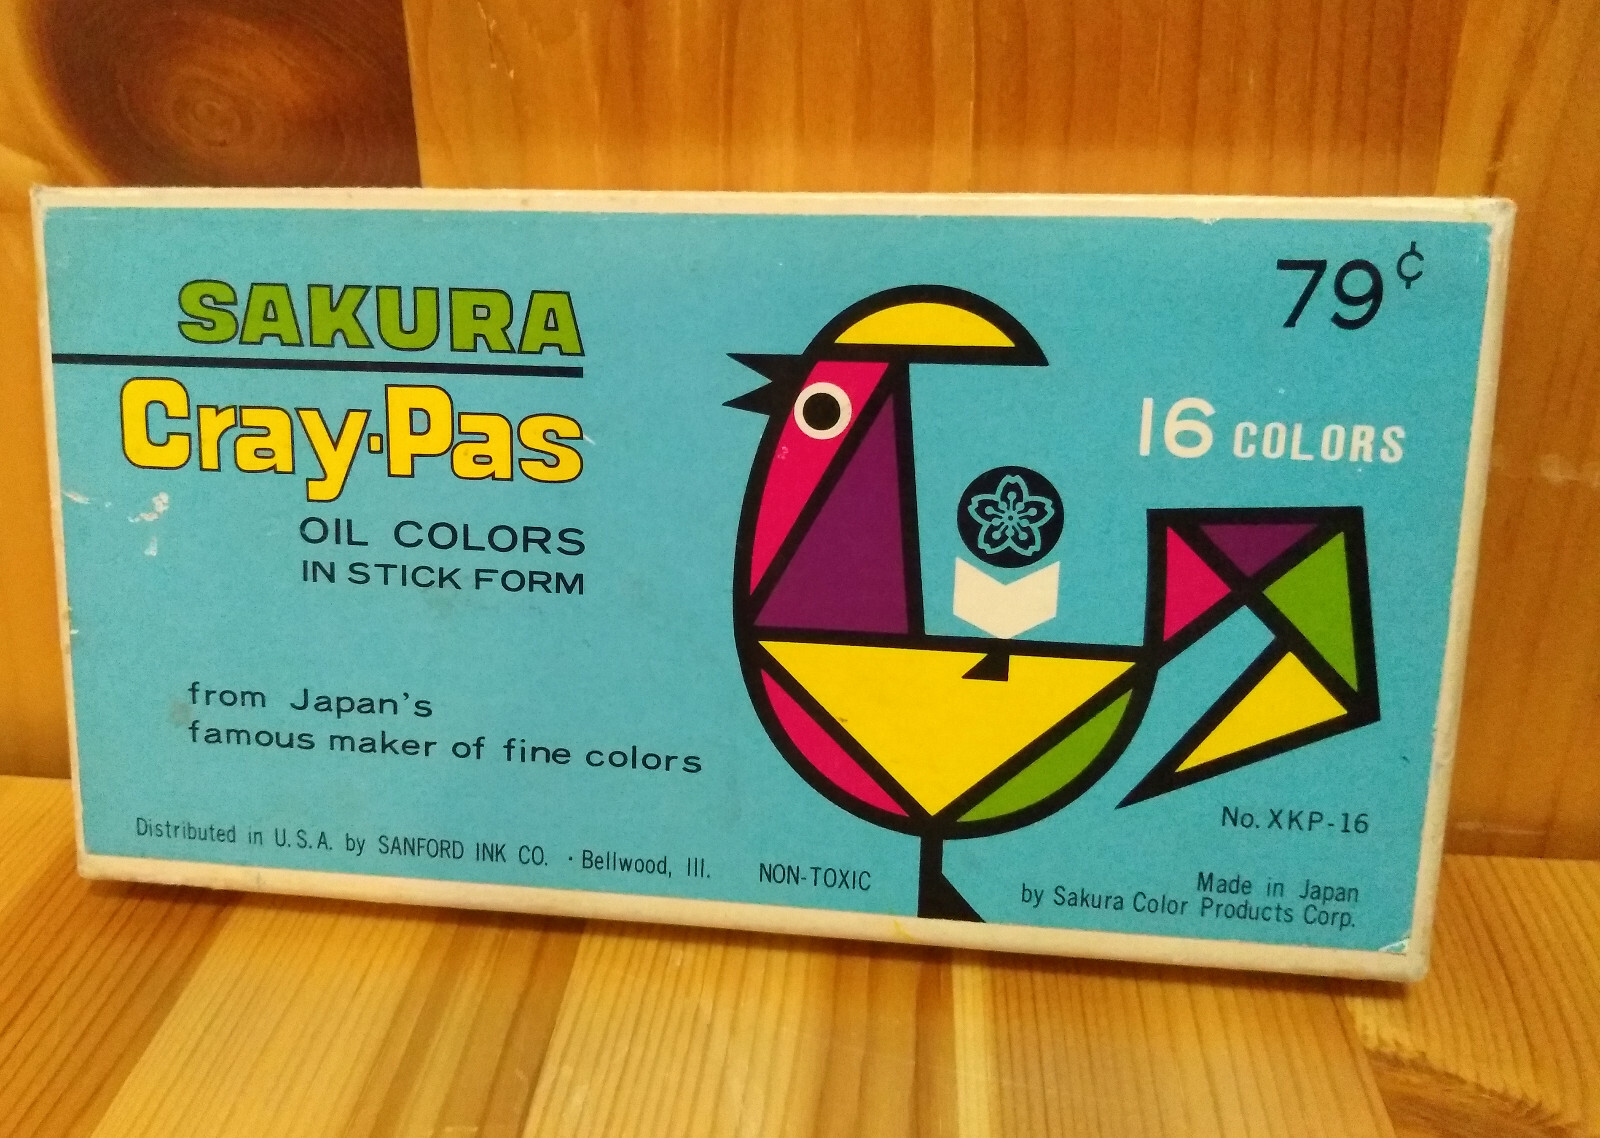 SAKURA
Cray-Pas
OIL COLORS
IN STICK FORM
from Japan's
famous maker of fine colors
Distributed in U.S.A. by SANFORD INK CO. · Bellwood, Ill.
NON-TOXIC
79¢
16 COLORS
No. XKP-16
Made in Japan
by Sakura Color Products Corp.